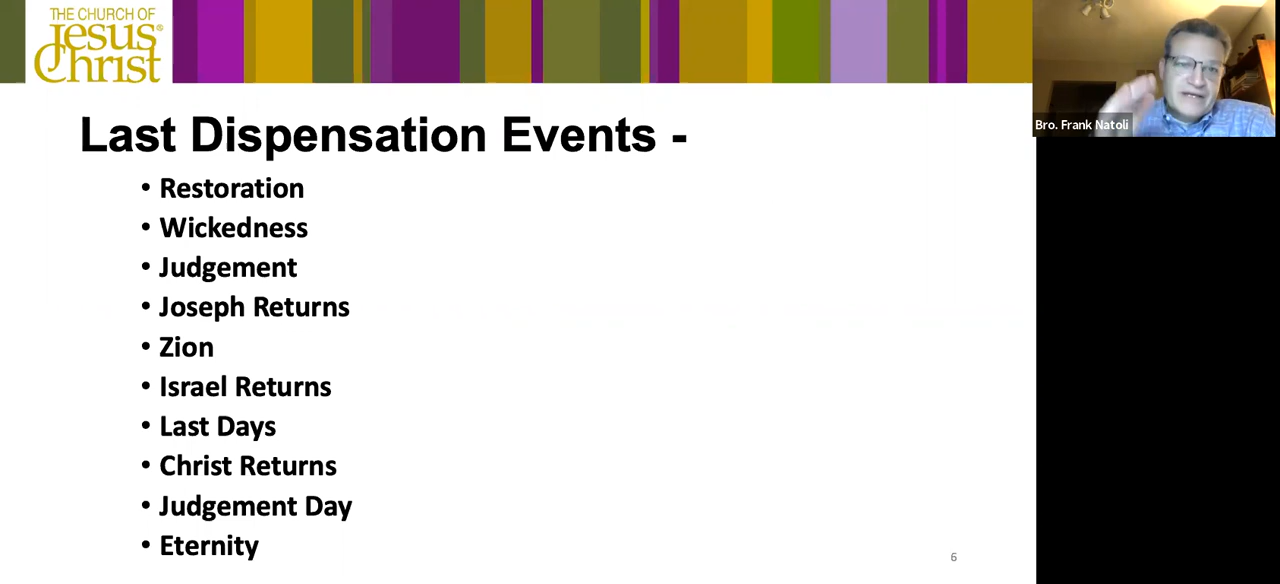 THE CHURCH OF
Jesus®
Christ
Bro. Frank Natoli
Last Dispensation Events -
• Restoration
• Wickedness
• Judgement
• Joseph Returns
• Zion
• Israel Returns
• Last Days
• Christ Returns
• Judgement Day
• Eternity
6